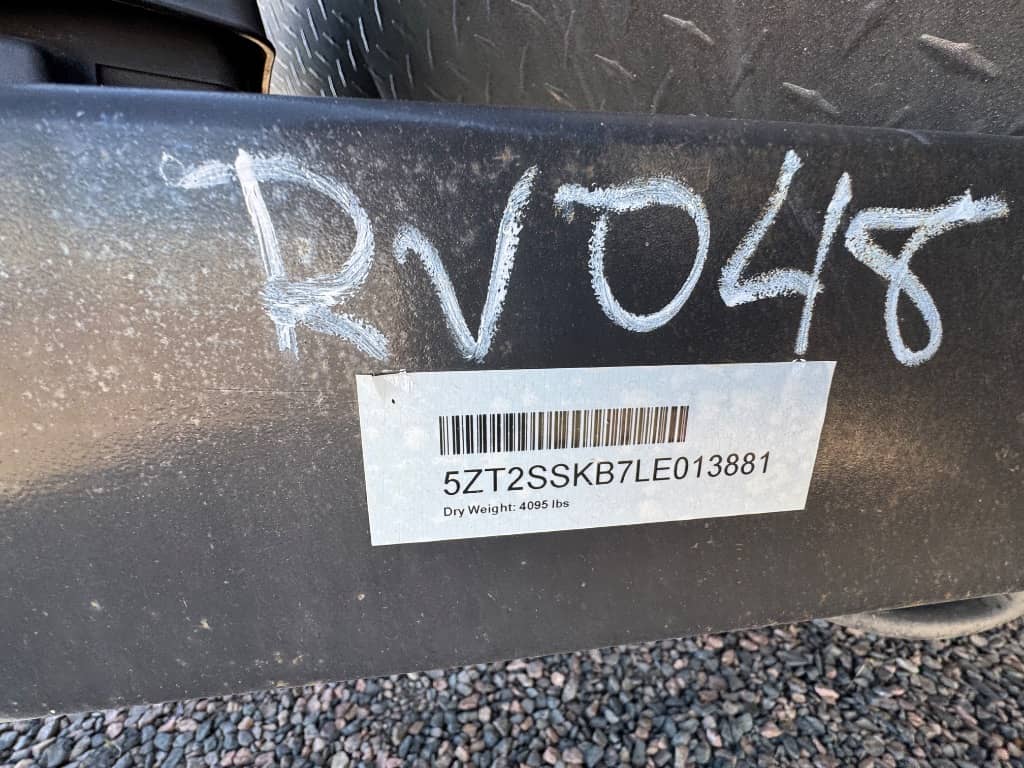 RV048
5ZT2SSKB7LE013881
Dry Weight: 4095 lbs